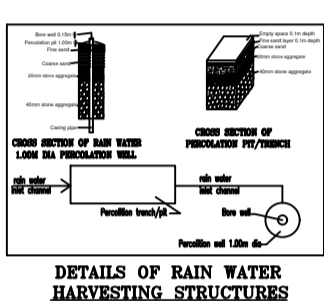 Bore well 0.15m
Percolation pit 1.00m
Fine sand
Coarse sand
20mm stone aggregate
40mm stone aggregate
Casing pipe
CROSS SECTION OF RAIN WATER
1.00M DIA PERCOLATION WELL
Empty space 0.1m depth
Fine sand layer 0.1m depth
Coarse sand
20mm stone aggregate
40mm stone aggregate
CROSS SECTION OF
PERCOLATION PIT/TRENCH
rain water
inlet channel
Percolation trench/pit
rain water
inlet channel
Bore well
Percolation well 1.00m dia
DETAILS OF RAIN WATER
HARVESTING STRUCTURES